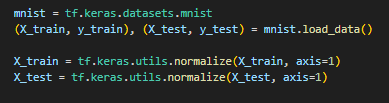 mnist = tf.keras.datasets.mnist
(X_train, y_train), (X_test, y_test) = mnist.load_data()
X_train = tf.keras.utils.normalize(X_train, axis=1)
X_test = tf.keras.utils.normalize(X_test, axis=1)